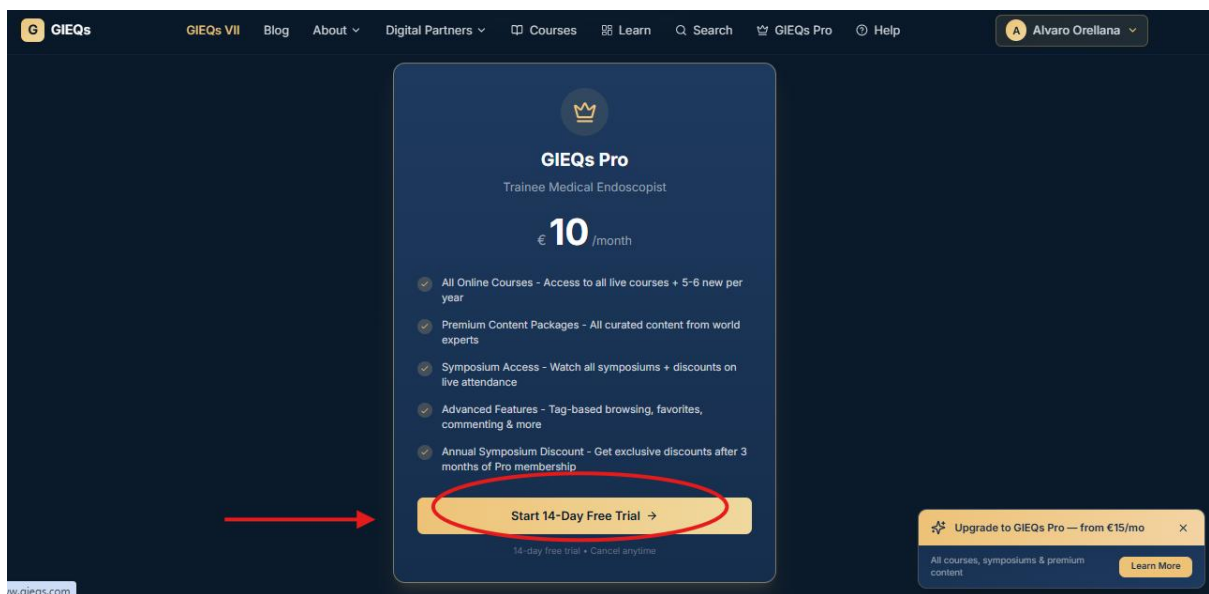 G GIEQs GIEQs VII Blog About Digital Partners Courses Learn Search GIEQs Pro Help A Alvaro Orellana
GIEQs Pro
Trainee Medical Endoscopist
€ 10 /month
All Online Courses - Access to all live courses + 5-6 new per
year
Premium Content Packages - All curated content from world
experts
Symposium Access - Watch all symposiums + discounts on
live attendance
Advanced Features - Tag-based browsing, favorites,
commenting & more
Annual Symposium Discount - Get exclusive discounts after 3
months of Pro membership
Start 14-Day Free Trial →
14-day free trial • Cancel anytime
Upgrade to GIEQs Pro — from €15/mo ×
All courses, symposiums & premium
content
Learn More
w.gieqs.com